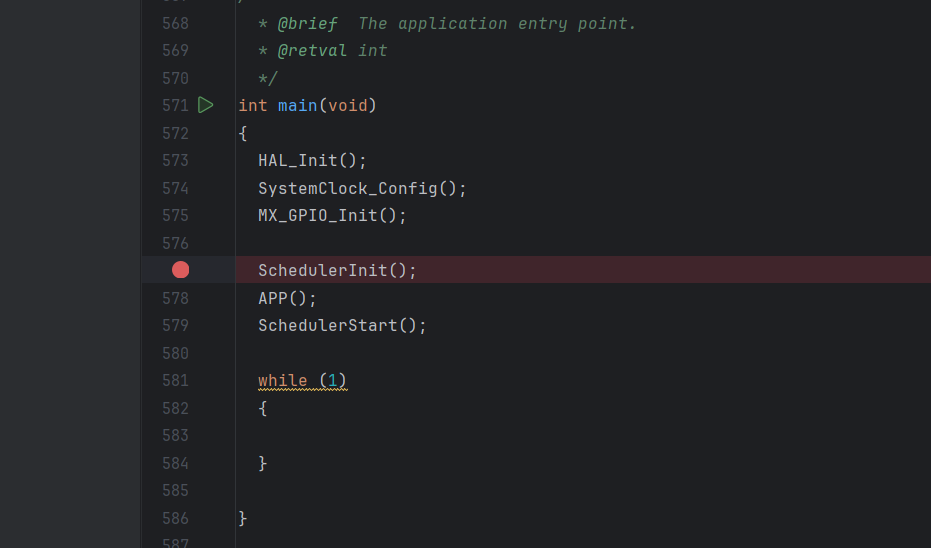 568 * @brief  The application entry point.
569 * @retval int
570 */
571 int main(void)
572 {
573 HAL_Init();
574 SystemClock_Config();
575 MX_GPIO_Init();
576
SchedulerInit();
578 APP();
579 SchedulerStart();
580
581 while (1)
582 {
583
584 }
585
586 }
587